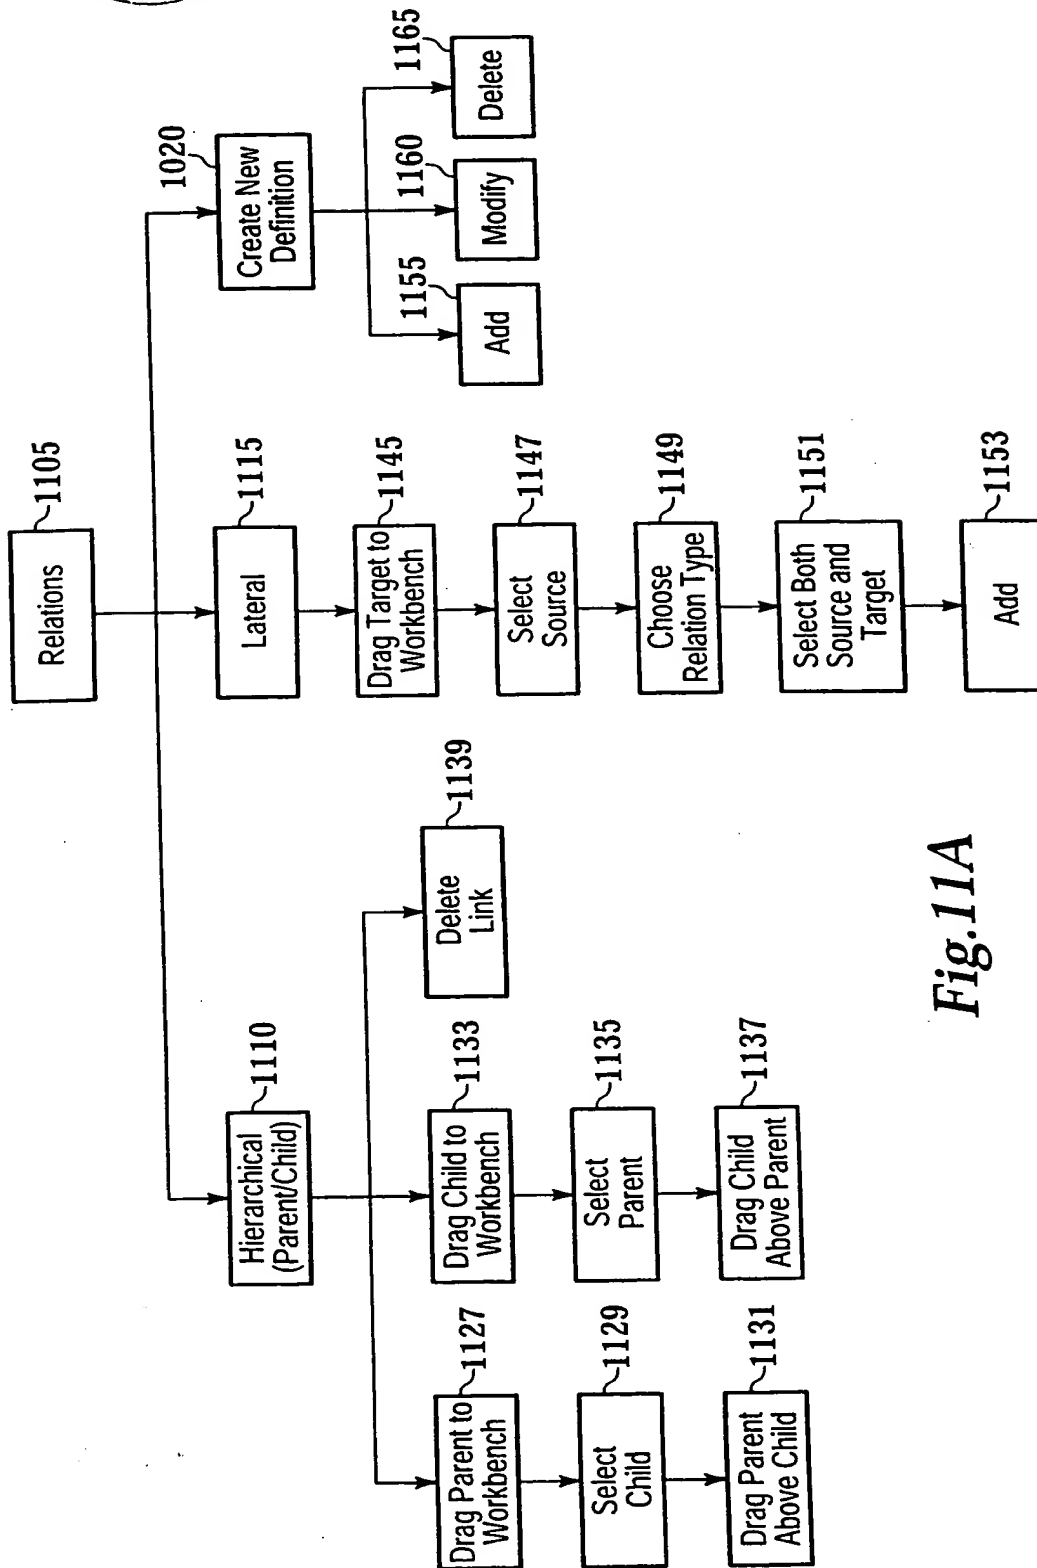 Relations
1105
Hierarchical
(Parent/Child)
1110
Lateral
1115
Create New
Definition
1020
Drag Parent to
Workbench
1127
Select
Child
1129
Drag Parent
Above Child
1131
Drag Child to
Workbench
1133
Select
Parent
1135
Drag Child
Above Parent
1137
Delete
Link
1139
Drag Target to
Workbench
1145
Select
Source
1147
Choose
Relation Type
1149
Select Both
Source and
Target
1151
Add
1153
Add
1155
Modify
1160
Delete
1165
Fig.11A